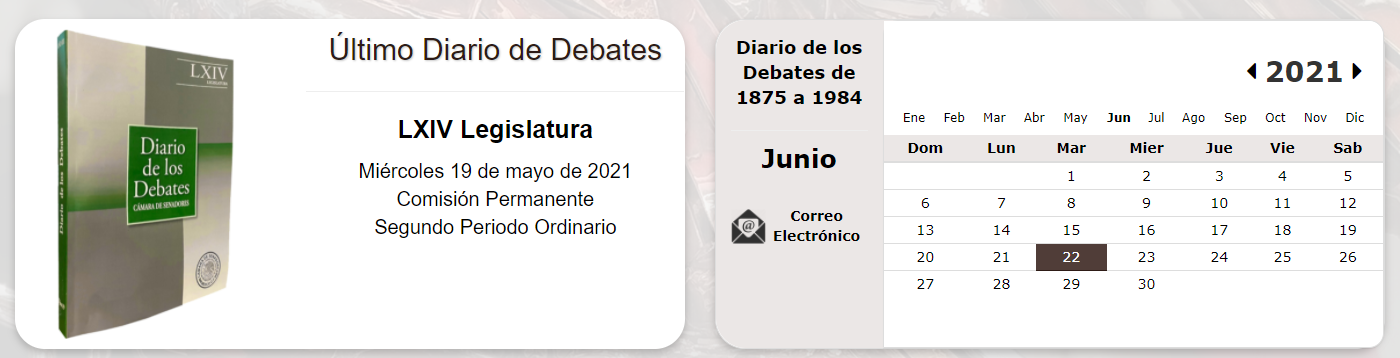 LXIV
LEGISLATURA
Diario
de los
Debates
CÁMARA DE SENADORES
Diario de los Debates
Último Diario de Debates
LXIV Legislatura
Miércoles 19 de mayo de 2021
Comisión Permanente
Segundo Periodo Ordinario
Diario de los
Debates de
1875 a 1984
Junio
Correo
Electrónico
2021
Ene Feb Mar Abr May Jun Jul Ago Sep Oct Nov Dic
Dom Lun Mar Mier Jue Vie Sab
1 2 3 4 5
6 7 8 9 10 11 12
13 14 15 16 17 18 19
20 21 22 23 24 25 26
27 28 29 30